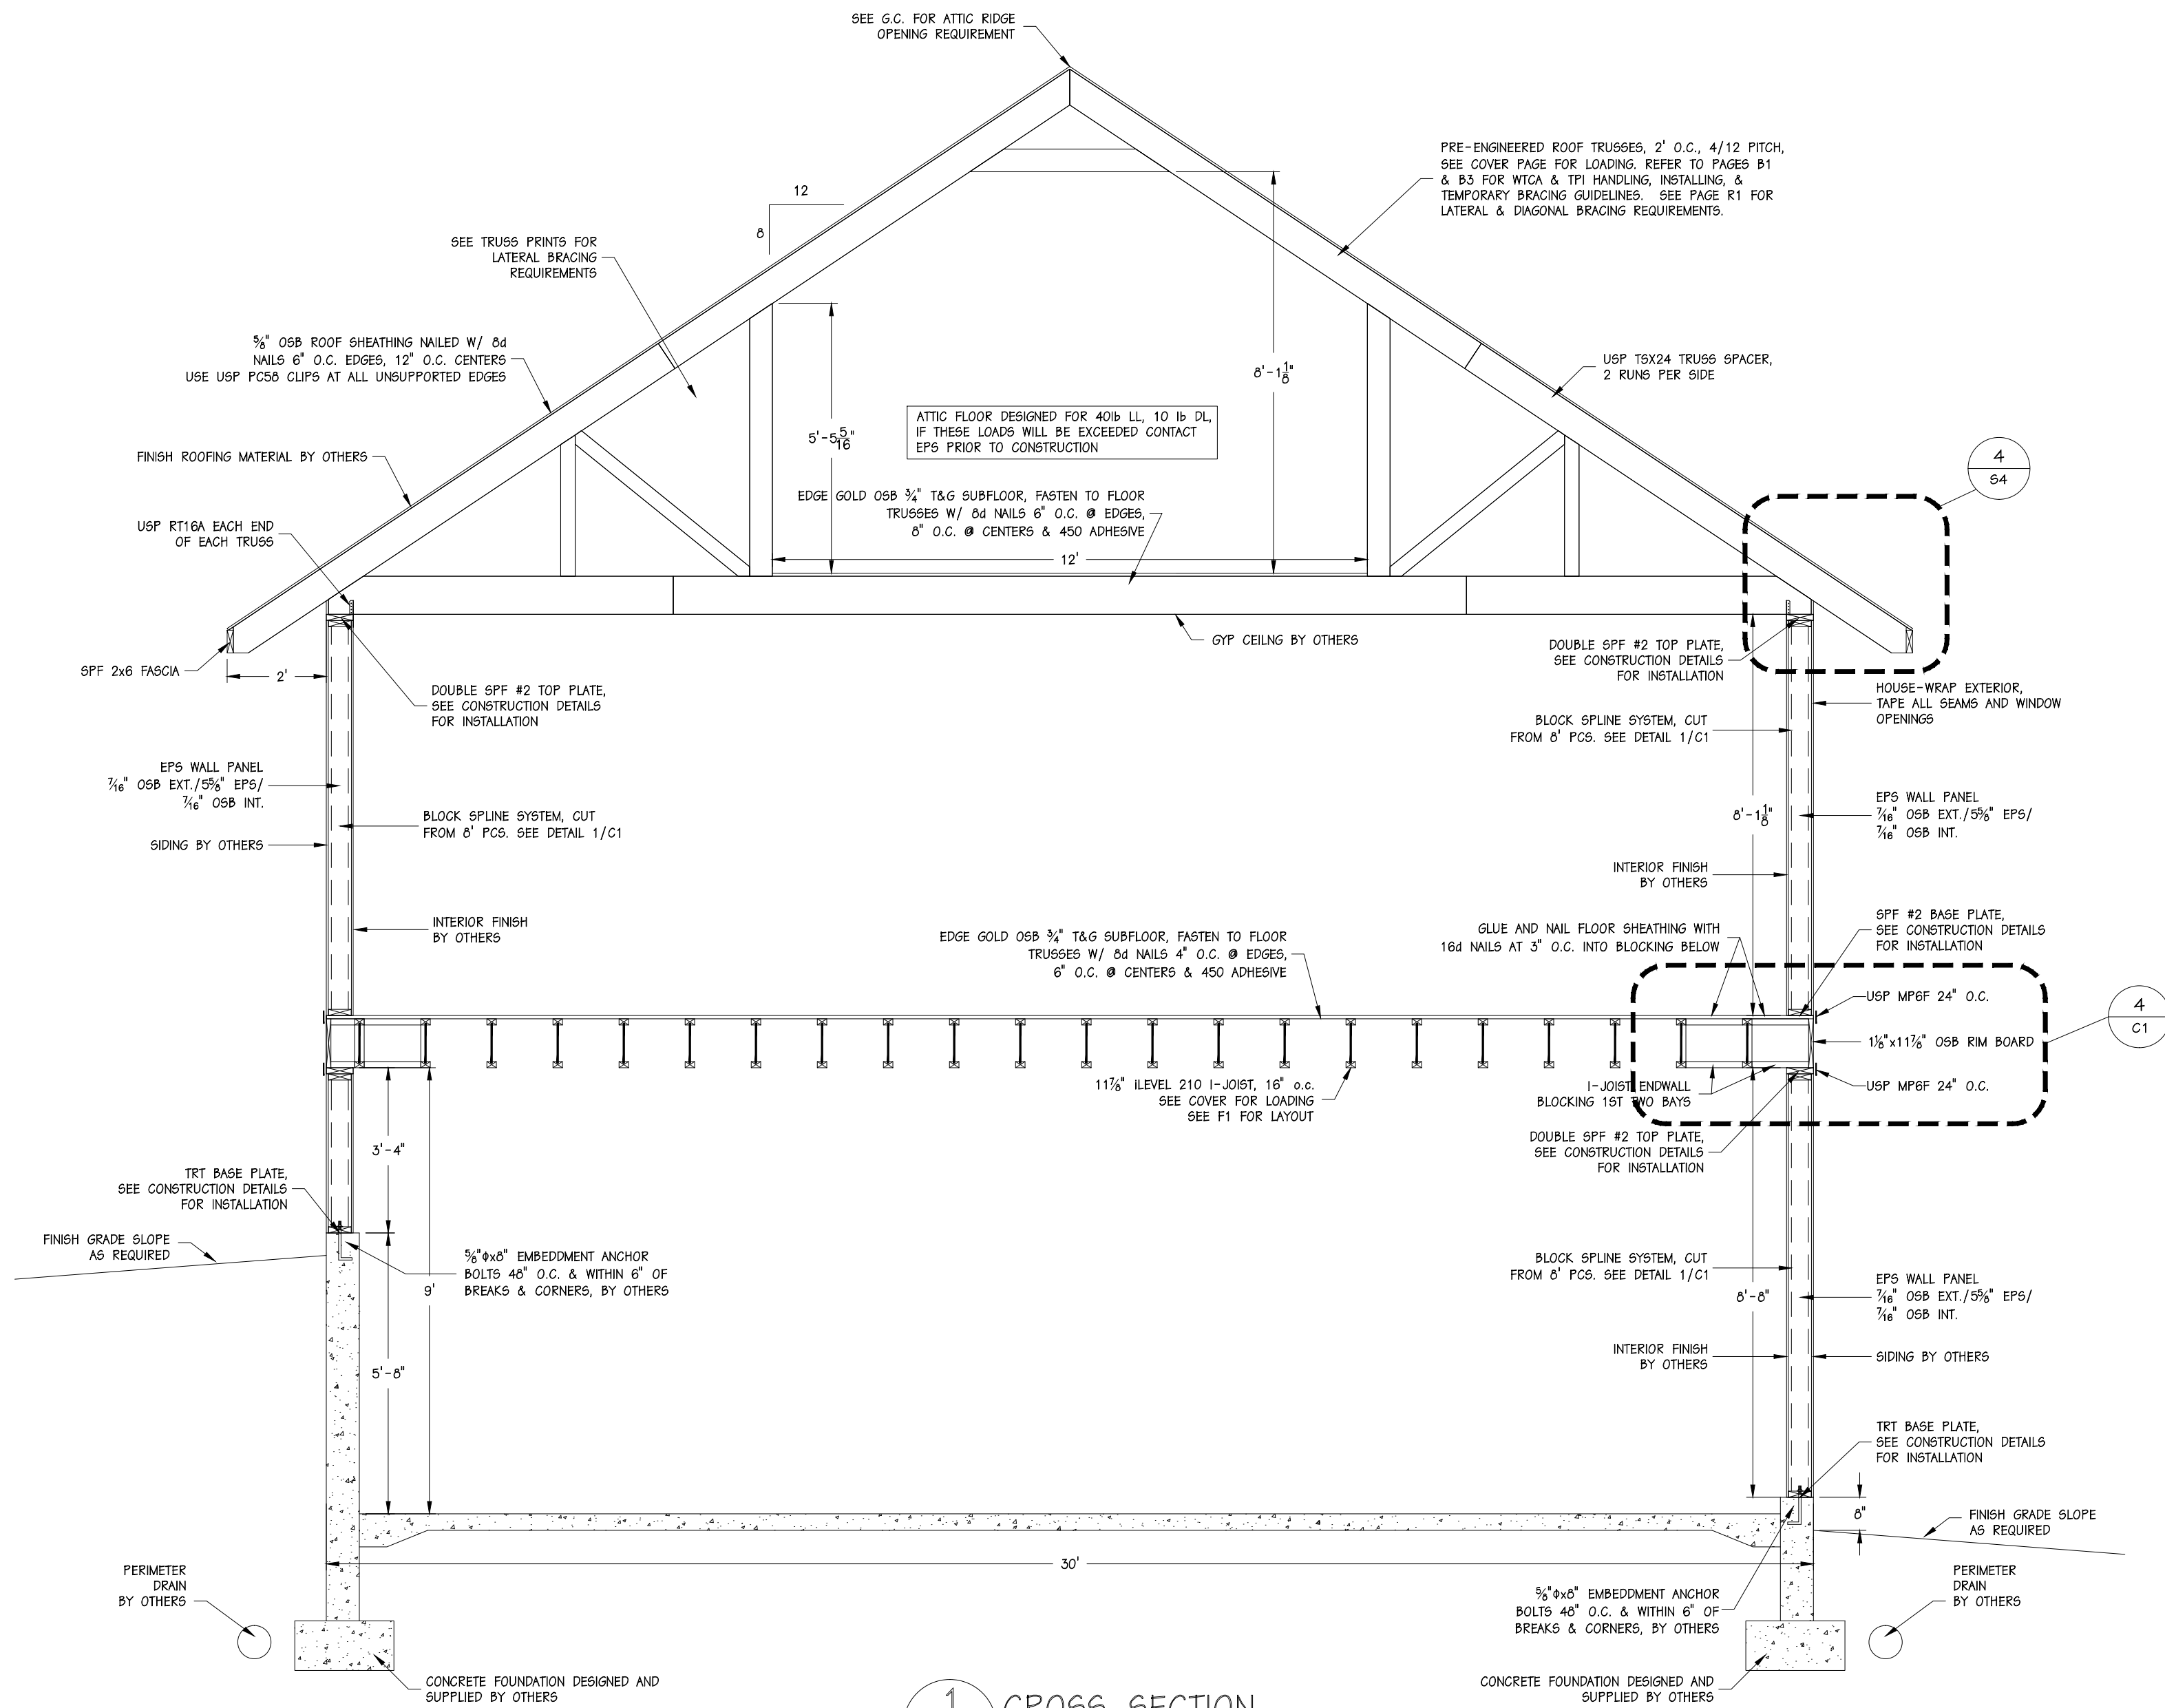 SEE G.C. FOR ATTIC RIDGE
OPENING REQUIREMENT
PRE-ENGINEERED ROOF TRUSSES, 2' O.C., 4/12 PITCH,
SEE COVER PAGE FOR LOADING. REFER TO PAGES B1
& B3 FOR WTCA & TPI HANDLING, INSTALLING, &
TEMPORARY BRACING GUIDELINES. SEE PAGE R1 FOR
LATERAL & DIAGONAL BRACING REQUIREMENTS.
12
8
SEE TRUSS PRINTS FOR
LATERAL BRACING
REQUIREMENTS
⅝" OSB ROOF SHEATHING NAILED W/ 8d
NAILS 6" O.C. EDGES, 12" O.C. CENTERS
USE USP PC58 CLIPS AT ALL UNSUPPORTED EDGES
8'-1⅛"
USP TSX24 TRUSS SPACER,
2 RUNS PER SIDE
5'-5 5/16"
ATTIC FLOOR DESIGNED FOR 40lb LL, 10 lb DL,
IF THESE LOADS WILL BE EXCEEDED CONTACT
EPS PRIOR TO CONSTRUCTION
FINISH ROOFING MATERIAL BY OTHERS
4
S4
EDGE GOLD OSB ¾" T&G SUBFLOOR, FASTEN TO FLOOR
TRUSSES W/ 8d NAILS 6" O.C. @ EDGES,
8" O.C. @ CENTERS & 450 ADHESIVE
USP RT16A EACH END
OF EACH TRUSS
12'
GYP CEILNG BY OTHERS
SPF 2x6 FASCIA
2'
DOUBLE SPF #2 TOP PLATE,
SEE CONSTRUCTION DETAILS
FOR INSTALLATION
DOUBLE SPF #2 TOP PLATE,
SEE CONSTRUCTION DETAILS
FOR INSTALLATION
HOUSE-WRAP EXTERIOR,
TAPE ALL SEAMS AND WINDOW
OPENINGS
BLOCK SPLINE SYSTEM, CUT
FROM 8' PCS. SEE DETAIL 1/C1
EPS WALL PANEL
7/16" OSB EXT./5⅝" EPS/
7/16" OSB INT.
BLOCK SPLINE SYSTEM, CUT
FROM 8' PCS. SEE DETAIL 1/C1
8'-1⅛"
EPS WALL PANEL
7/16" OSB EXT./5⅝" EPS/
7/16" OSB INT.
SIDING BY OTHERS
INTERIOR FINISH
BY OTHERS
INTERIOR FINISH
BY OTHERS
SPF #2 BASE PLATE,
SEE CONSTRUCTION DETAILS
FOR INSTALLATION
EDGE GOLD OSB ¾" T&G SUBFLOOR, FASTEN TO FLOOR
TRUSSES W/ 8d NAILS 4" O.C. @ EDGES,
6" O.C. @ CENTERS & 450 ADHESIVE
GLUE AND NAIL FLOOR SHEATHING WITH
16d NAILS AT 3" O.C. INTO BLOCKING BELOW
USP MP6F 24" O.C.
4
C1
1⅛"x11⅞" OSB RIM BOARD
USP MP6F 24" O.C.
11⅞" iLEVEL 210 I-JOIST, 16" o.c.
SEE COVER FOR LOADING
SEE F1 FOR LAYOUT
I-JOIST ENDWALL
BLOCKING 1ST TWO BAYS
3'-4"
DOUBLE SPF #2 TOP PLATE,
SEE CONSTRUCTION DETAILS
FOR INSTALLATION
TRT BASE PLATE,
SEE CONSTRUCTION DETAILS
FOR INSTALLATION
FINISH GRADE SLOPE
AS REQUIRED
⅝"Φx8" EMBEDDMENT ANCHOR
BOLTS 48" O.C. & WITHIN 6" OF
BREAKS & CORNERS, BY OTHERS
9'
BLOCK SPLINE SYSTEM, CUT
FROM 8' PCS. SEE DETAIL 1/C1
8'-8"
EPS WALL PANEL
7/16" OSB EXT./5⅝" EPS/
7/16" OSB INT.
5'-8"
INTERIOR FINISH
BY OTHERS
SIDING BY OTHERS
TRT BASE PLATE,
SEE CONSTRUCTION DETAILS
FOR INSTALLATION
8"
FINISH GRADE SLOPE
AS REQUIRED
30'
PERIMETER
DRAIN
BY OTHERS
⅝"Φx8" EMBEDDMENT ANCHOR
BOLTS 48" O.C. & WITHIN 6" OF
BREAKS & CORNERS, BY OTHERS
PERIMETER
DRAIN
BY OTHERS
CONCRETE FOUNDATION DESIGNED AND
SUPPLIED BY OTHERS
CONCRETE FOUNDATION DESIGNED AND
SUPPLIED BY OTHERS
1
CROSS SECTION